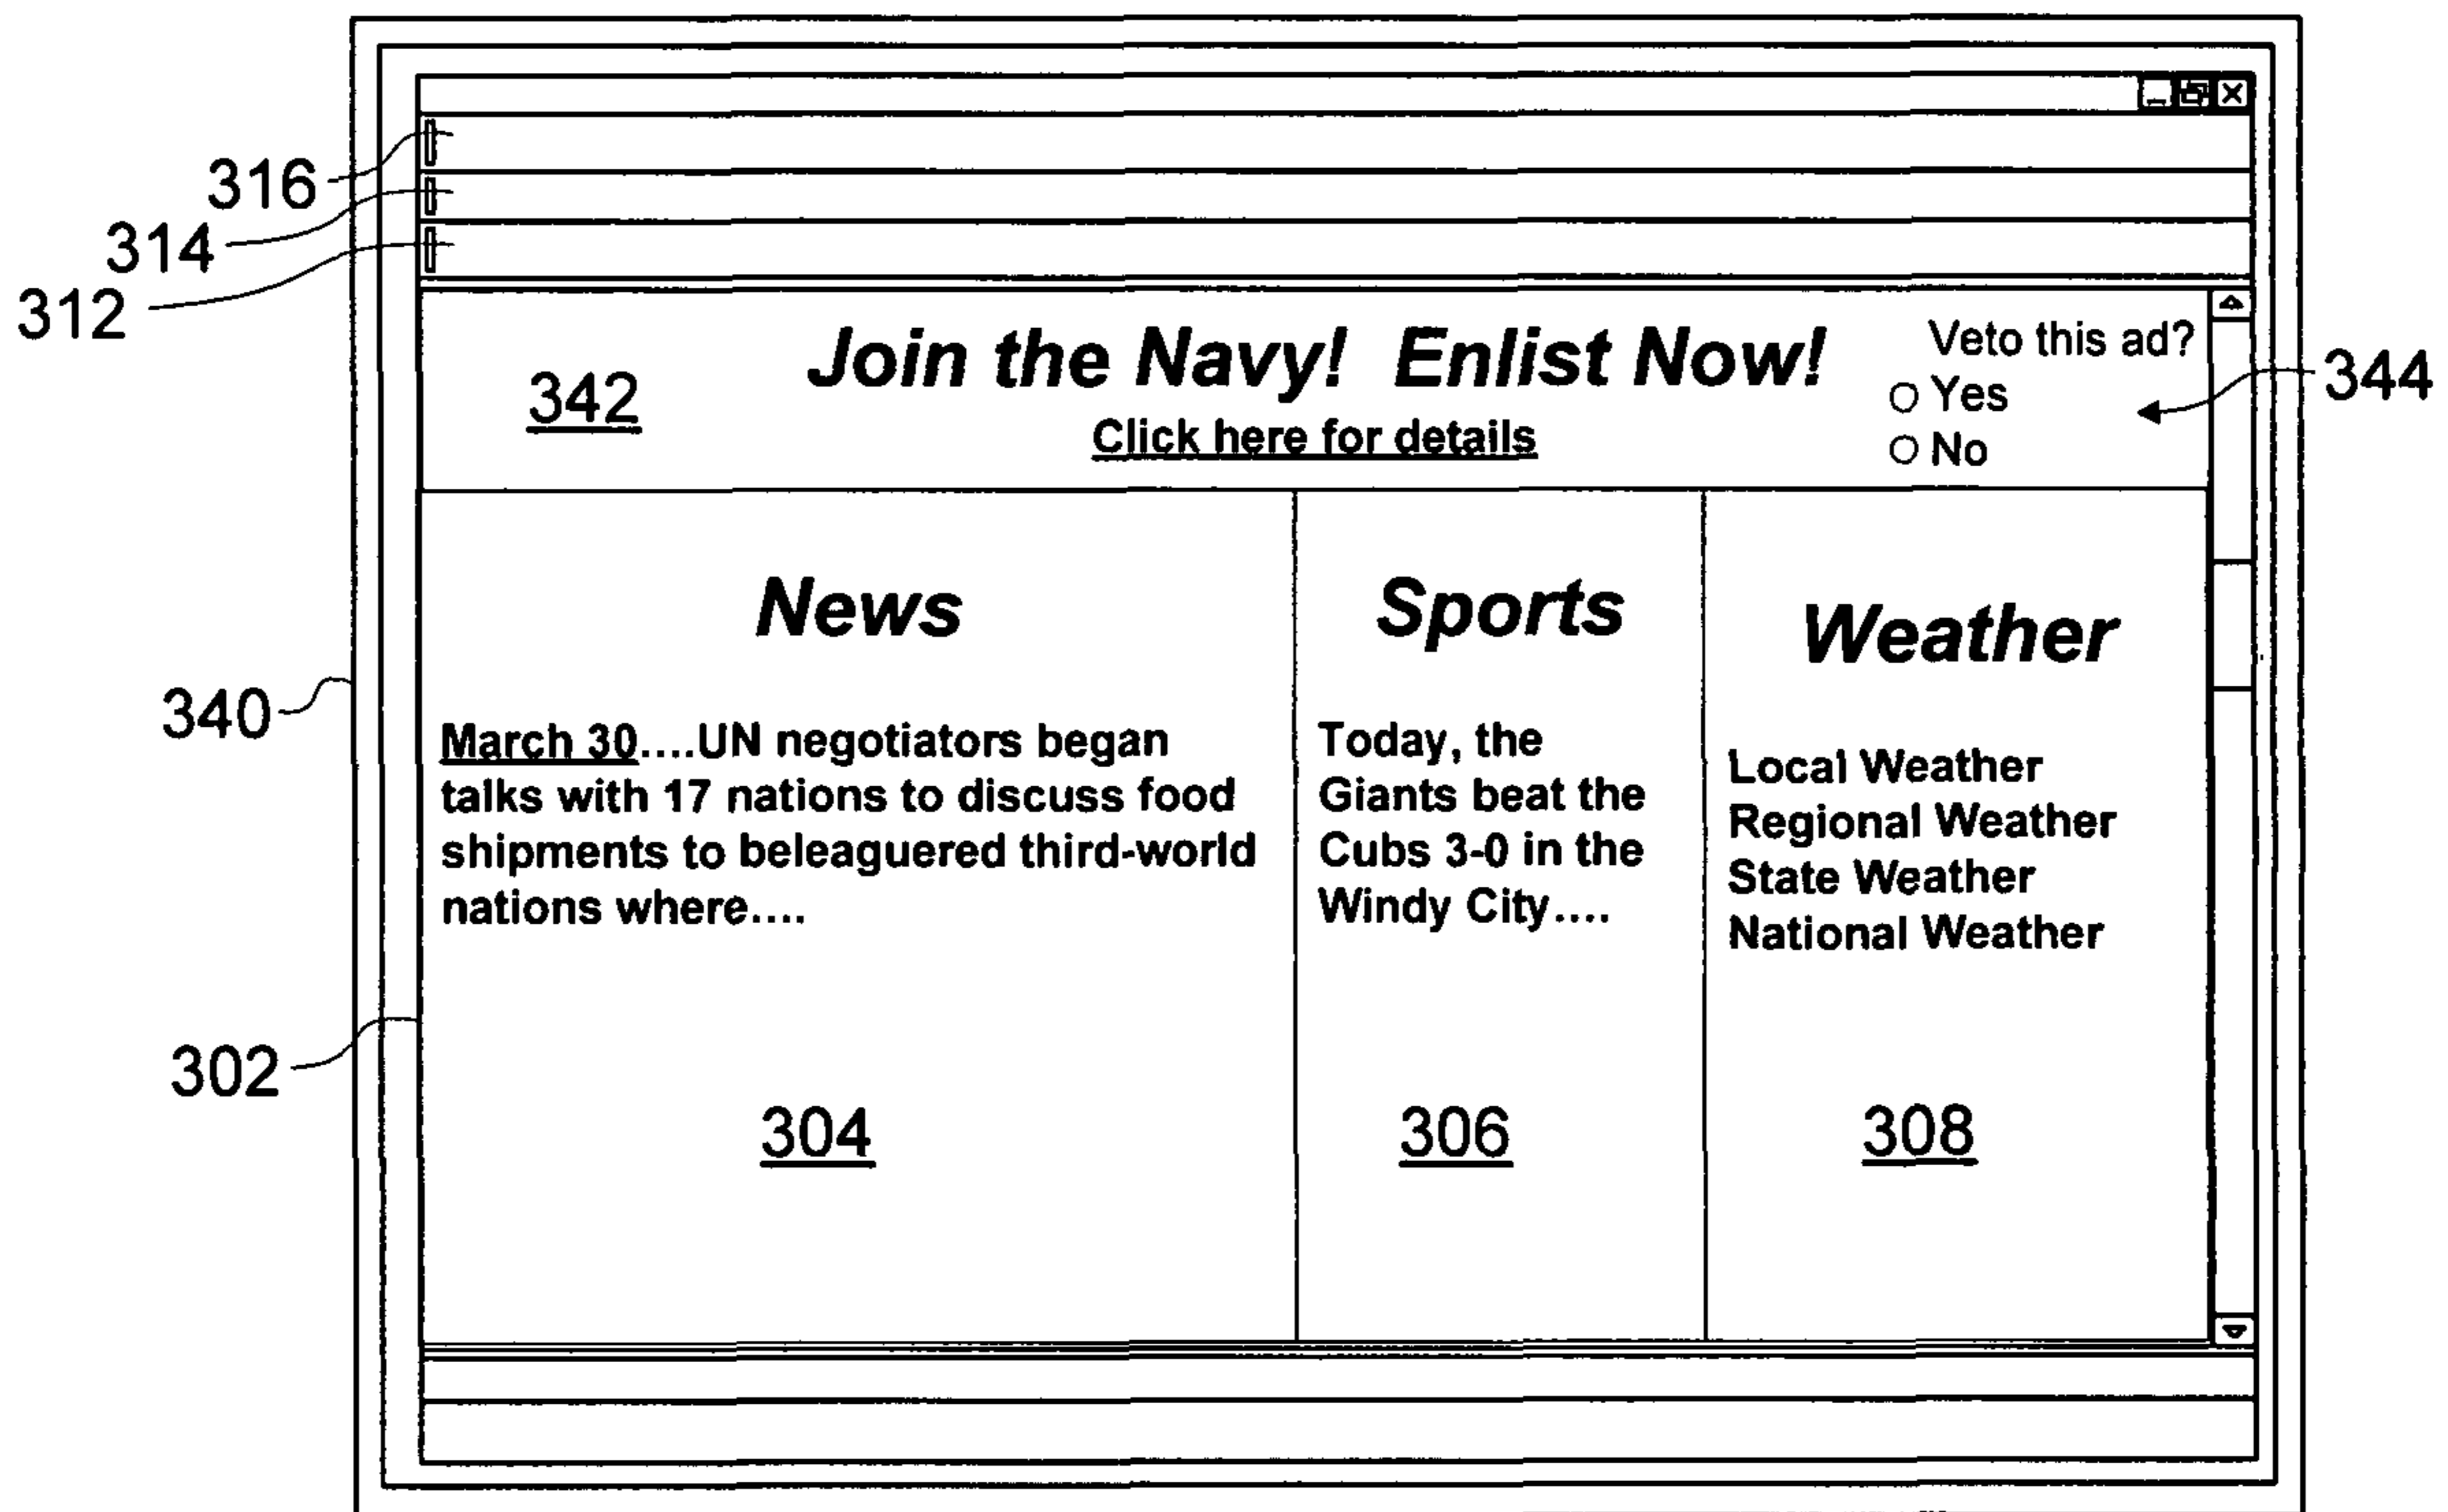 316
314
312
Join the Navy! Enlist Now!
Click here for details
342
Veto this ad?
Yes
No
344
News
March 30....UN negotiators began
talks with 17 nations to discuss food
shipments to beleaguered third-world
nations where....
304
Sports
Today, the
Giants beat the
Cubs 3-0 in the
Windy City....
306
Weather
Local Weather
Regional Weather
State Weather
National Weather
308
340
302